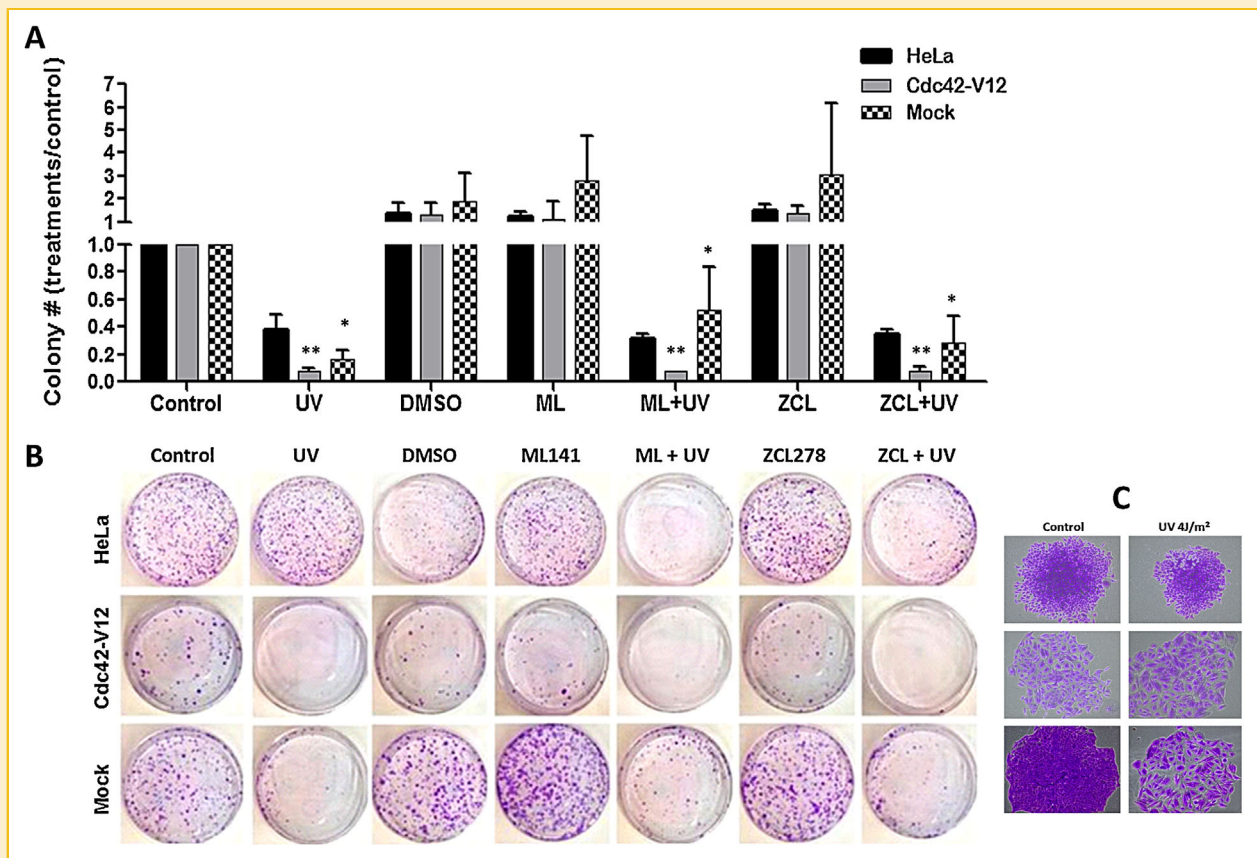 A
Colony # (treatments/control)
HeLa
Cdc42-V12
Mock
7
6
5
4
3
2
1
1.0
0.8
0.6
0.4
0.2
0.0
** *
** *
** *
Control UV DMSO ML ML+UV ZCL ZCL+UV
B
Control UV DMSO ML141 ML + UV ZCL278 ZCL + UV
HeLa
Cdc42-V12
Mock
C
Control UV 4J/m²